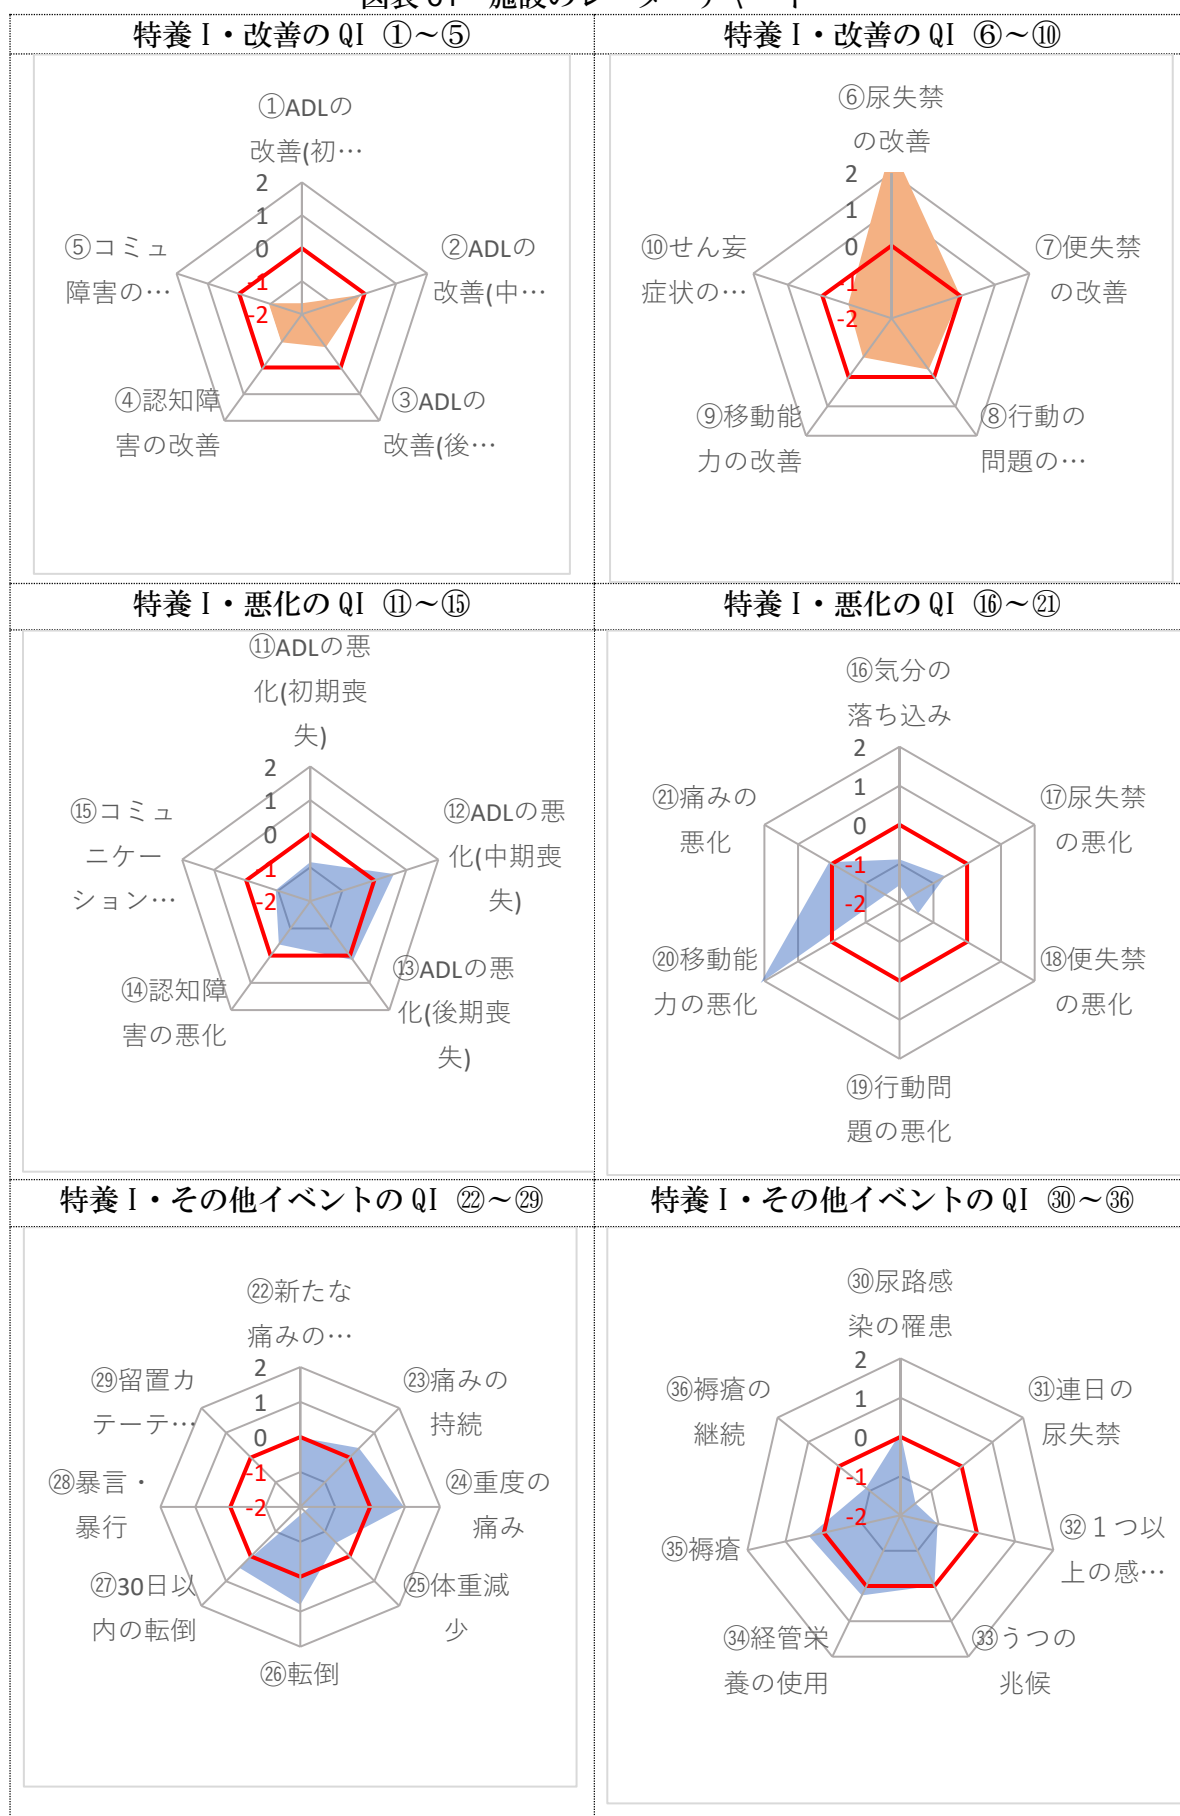 特養 I・改善の QI ①～⑤
特養 I・改善の QI ⑥～⑩
①ADLの
改善(初…
2
1
0
-1
-2
②ADLの
改善(中…
③ADLの
改善(後…
④認知障
害の改善
⑤コミュ
障害の…
⑥尿失禁
の改善
2
1
0
-1
-2
⑦便失禁
の改善
⑧行動の
問題の…
⑨移動能
力の改善
⑩せん妄
症状の…
特養 I・悪化の QI ⑪～⑮
特養 I・悪化の QI ⑯～㉑
⑪ADLの悪
化(初期喪
失)
2
1
0
-1
-2
⑫ADLの悪
化(中期喪
失)
⑬ADLの悪
化(後期喪
失)
⑭認知障
害の悪化
⑮コミュ
ニケー
ション…
⑯気分の
落ち込み
2
1
0
-1
-2
⑰尿失禁
の悪化
⑱便失禁
の悪化
⑲行動問
題の悪化
⑳移動能
力の悪化
㉑痛みの
悪化
特養 I・その他イベントの QI ㉒～㉙
特養 I・その他イベントの QI ㉚～㊱
㉒新たな
痛みの…
2
1
0
-1
-2
㉓痛みの
持続
㉔重度の
痛み
㉕体重減
少
㉖転倒
㉗30日以
内の転倒
㉘暴言・
暴行
㉙留置カ
テーテ…
㉚尿路感
染の罹患
2
1
0
-1
-2
㉛連日の
尿失禁
㉜１つ以
上の感…
㉝うつの
兆候
㉞経管栄
養の使用
㉟褥瘡
㊱褥瘡の
継続